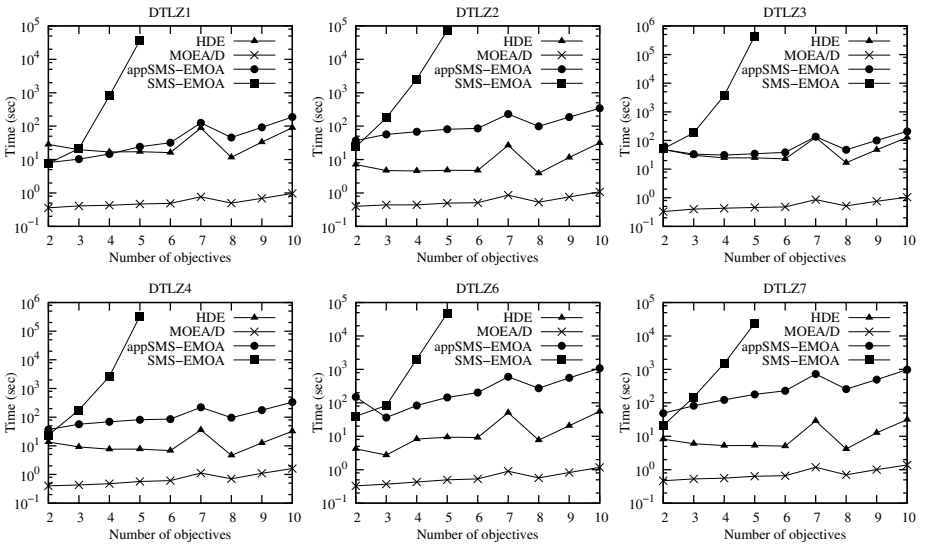 DTLZ1
Time (sec)
10^5
10^4
10^3
10^2
10^1
10^0
10^−1
HDE
MOEA/D
appSMS−EMOA
SMS−EMOA
2 3 4 5 6 7 8 9 10
Number of objectives
DTLZ2
Time (sec)
10^5
10^4
10^3
10^2
10^1
10^0
10^−1
HDE
MOEA/D
appSMS−EMOA
SMS−EMOA
2 3 4 5 6 7 8 9 10
Number of objectives
DTLZ3
Time (sec)
10^6
10^5
10^4
10^3
10^2
10^1
10^0
10^−1
HDE
MOEA/D
appSMS−EMOA
SMS−EMOA
2 3 4 5 6 7 8 9 10
Number of objectives
DTLZ4
Time (sec)
10^6
10^5
10^4
10^3
10^2
10^1
10^0
10^−1
HDE
MOEA/D
appSMS−EMOA
SMS−EMOA
2 3 4 5 6 7 8 9 10
Number of objectives
DTLZ6
Time (sec)
10^5
10^4
10^3
10^2
10^1
10^0
10^−1
HDE
MOEA/D
appSMS−EMOA
SMS−EMOA
2 3 4 5 6 7 8 9 10
Number of objectives
DTLZ7
Time (sec)
10^5
10^4
10^3
10^2
10^1
10^0
10^−1
HDE
MOEA/D
appSMS−EMOA
SMS−EMOA
2 3 4 5 6 7 8 9 10
Number of objectives